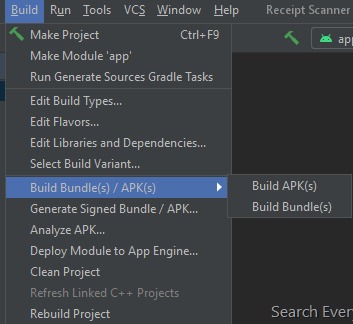 Build Run Tools VCS Window Help Receipt Scanner
Make Project Ctrl+F9
app
Make Module 'app'
Run Generate Sources Gradle Tasks
Edit Build Types...
Edit Flavors...
Edit Libraries and Dependencies...
Select Build Variant...
Build Bundle(s) / APK(s)
Build APK(s)
Generate Signed Bundle / APK...
Build Bundle(s)
Analyze APK...
Deploy Module to App Engine...
Clean Project
Refresh Linked C++ Projects
Rebuild Project
Search Every